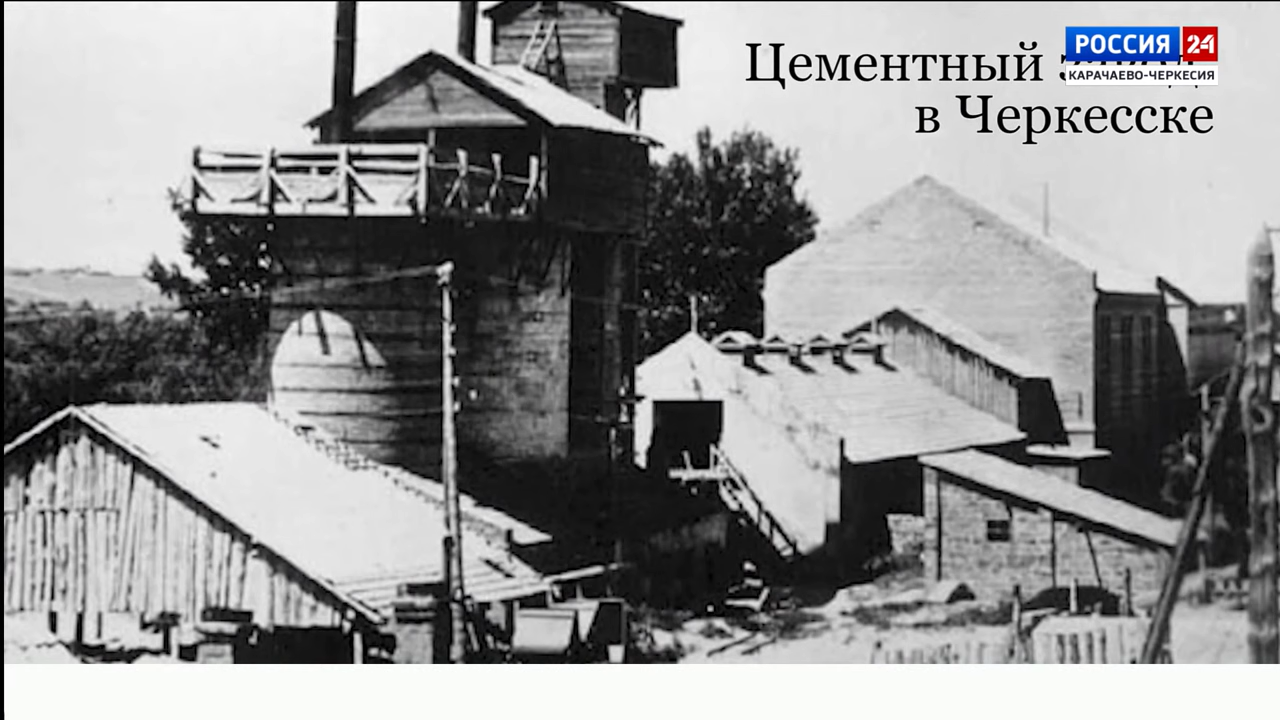 Цементный
в Черкесске
РОССИЯ 24
КАРАЧАЕВО-ЧЕРКЕСИЯ